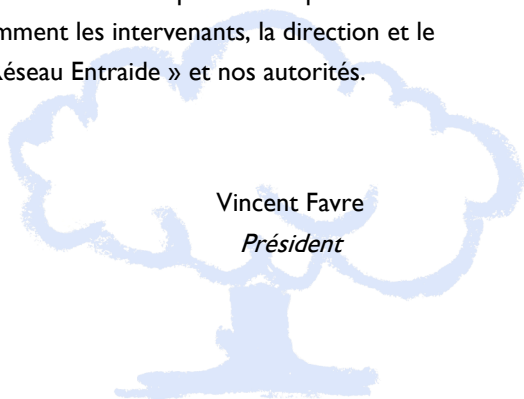 mment les intervenants, la direction et le
éseau Entraide » et nos autorités.
Vincent Favre
Président